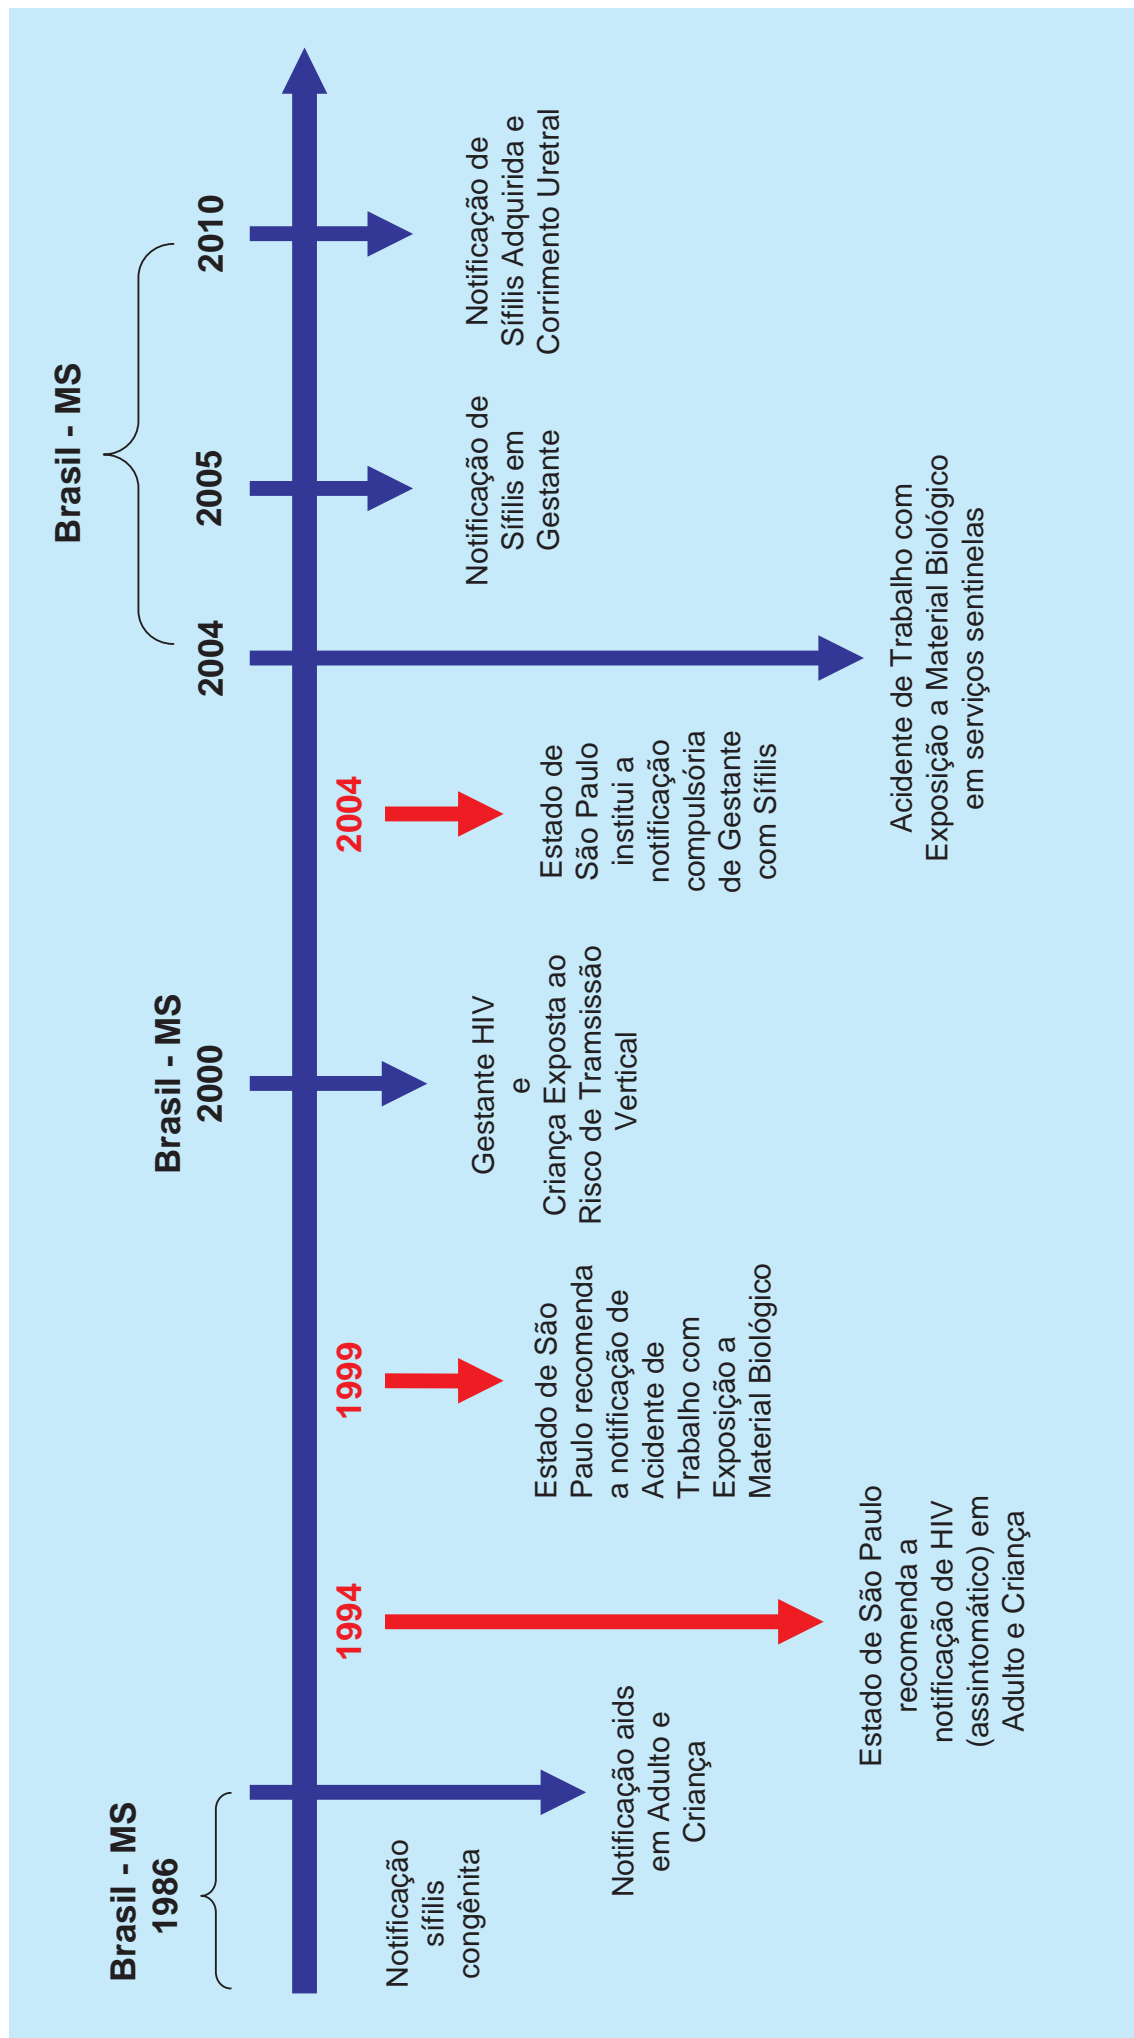 Brasil - MS
1986
Notificação
sífilis
congênita
Notificação aids
em Adulto e
Criança
1994
Estado de São Paulo
recomenda a
notificação de HIV
(assintomático) em
Adulto e Criança
1999
Estado de São
Paulo recomenda
a notificação de
Acidente de
Trabalho com
Exposição a
Material Biológico
Brasil - MS
2000
Gestante HIV
e
Criança Exposta ao
Risco de Tramsissão
Vertical
2004
Estado de
São Paulo
institui a
notificação
compulsória
de Gestante
com Sífilis
Brasil - MS
2004
Acidente de Trabalho com
Exposição a Material Biológico
em serviços sentinelas
2005
Notificação de
Sífilis em
Gestante
2010
Notificação de
Sífilis Adquirida e
Corrimento Uretral